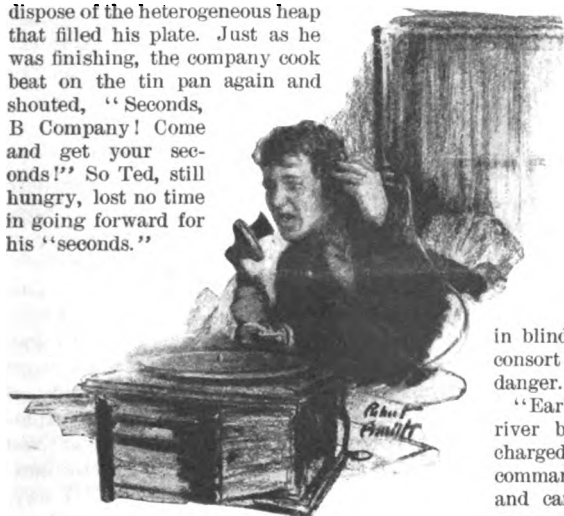 dispose of the heterogeneous heap
that filled his plate. Just as he
was finishing, the company cook
beat on the tin pan again and
shouted, "Seconds,
B Company! Come
and get your sec-
onds!" So Ted, still
hungry, lost no time
in going forward for
his "seconds."
in blind
consort
danger.
"Ear
river b
charged
command
and car